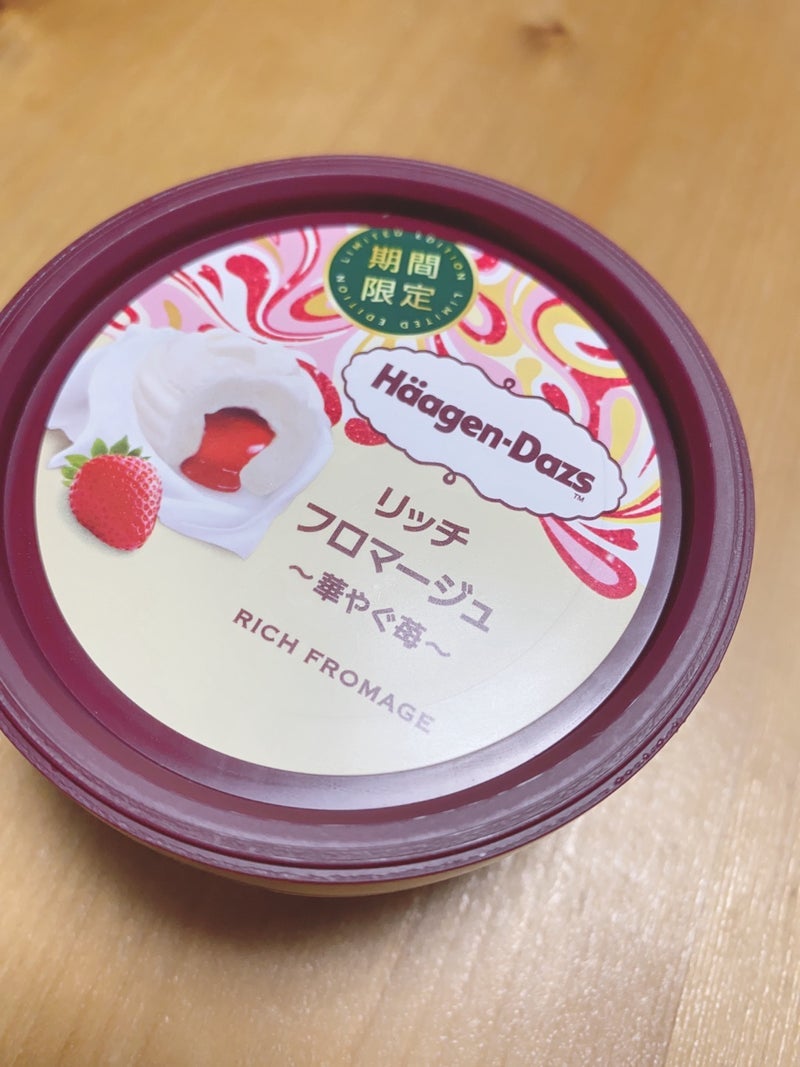 LIMITED EDITION LIMITED EDITION
期間
限定
Häagen-Dazs
TM
リッチ
フロマージュ
～華やぐ苺～
RICH FROMAGE